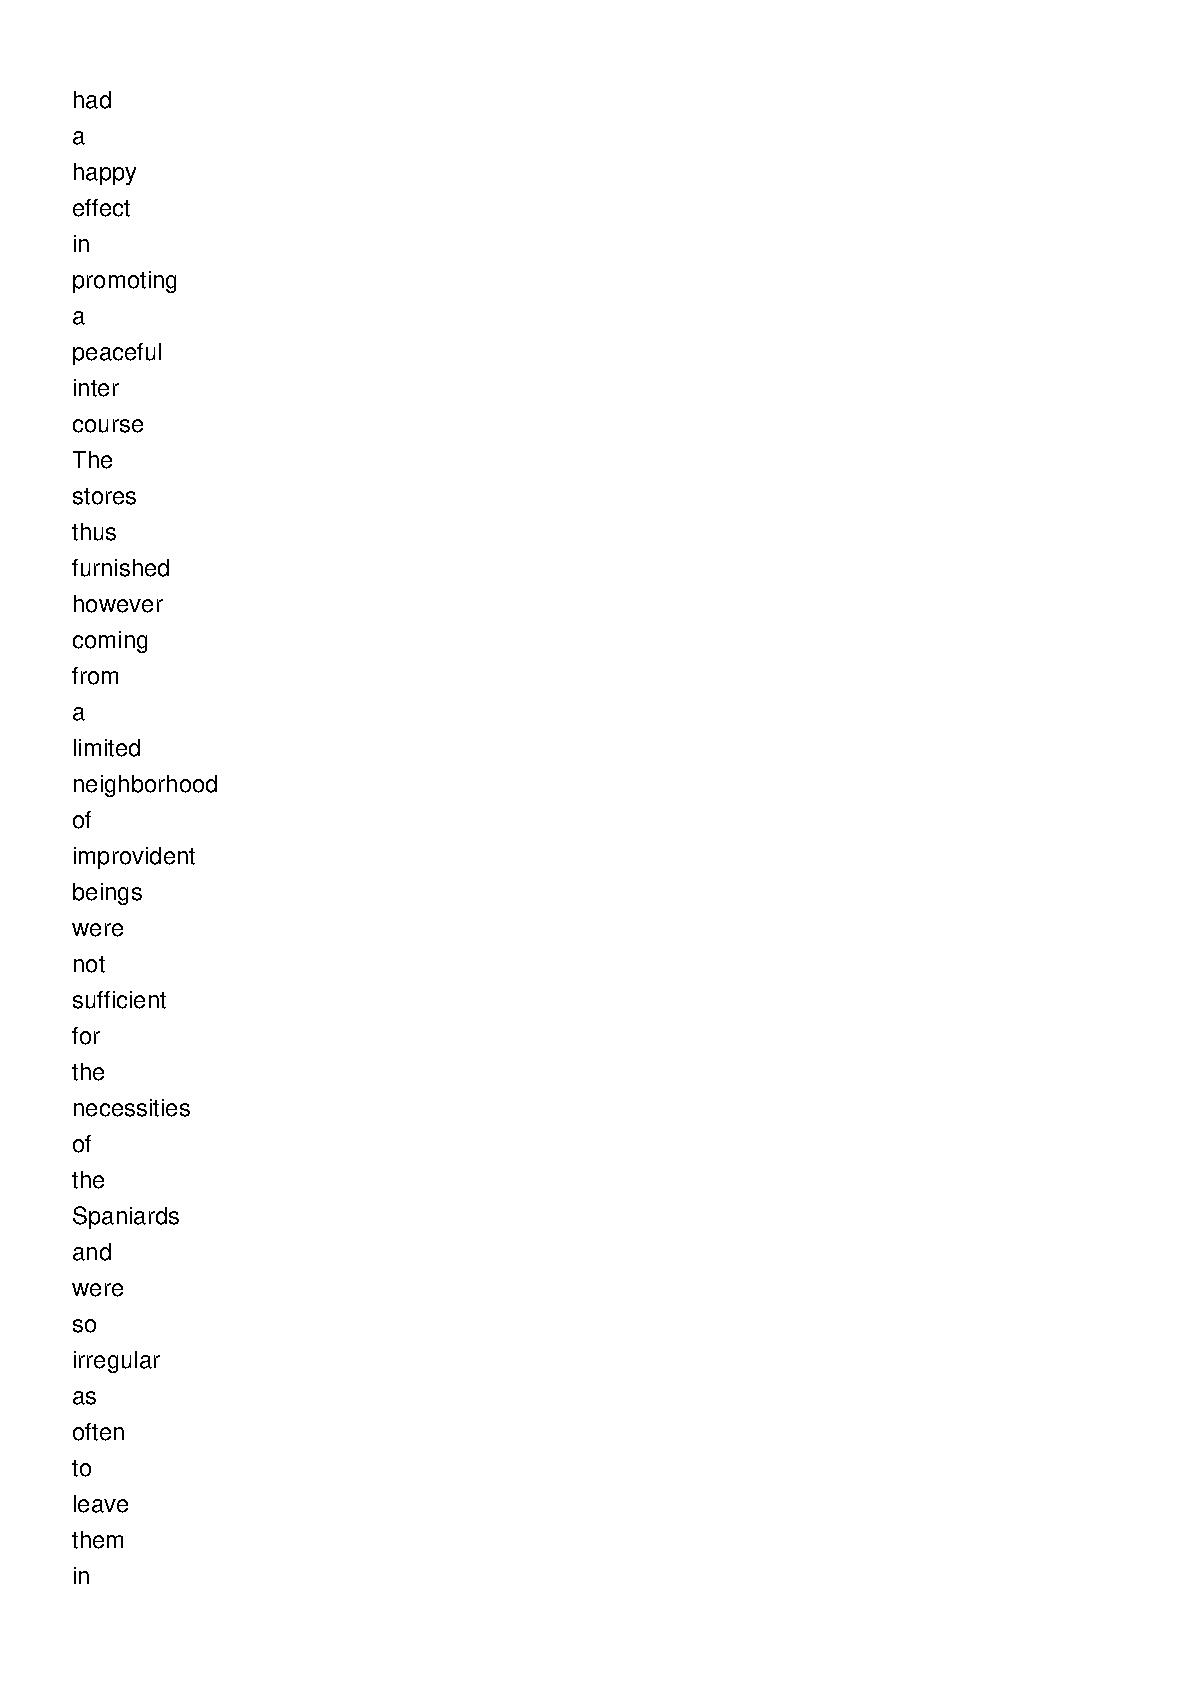 had
a
happy
effect
in
promoting
a
peaceful
inter
course
The
stores
thus
furnished
however
coming
from
a
limited
neighborhood
of
improvident
beings
were
not
sufficient
for
the
necessities
of
the
Spaniards
and
were
so
irregular
as
often
to
leave
them
in